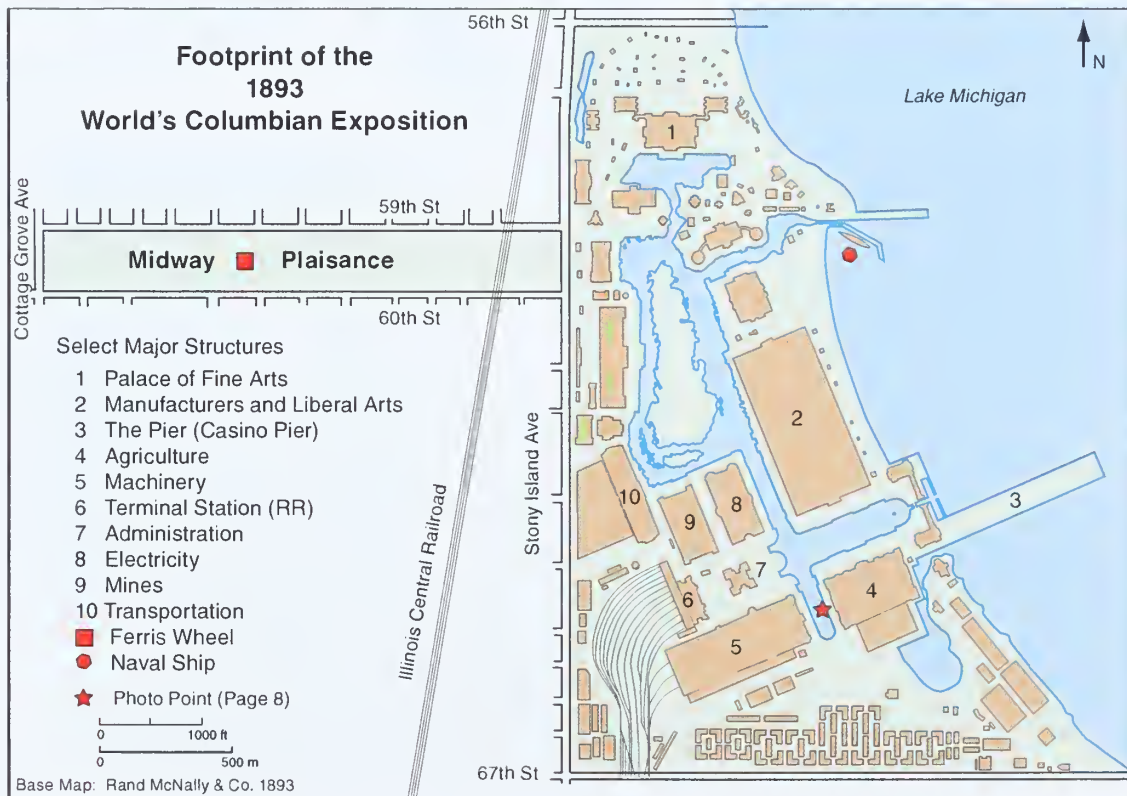 Footprint of the
1893
World's Columbian Exposition
56th St
N
Lake Michigan
Cottage Grove Ave
59th St
Midway Plaisance
60th St
Select Major Structures
1 Palace of Fine Arts
2 Manufacturers and Liberal Arts
3 The Pier (Casino Pier)
4 Agriculture
5 Machinery
6 Terminal Station (RR)
7 Administration
8 Electricity
9 Mines
10 Transportation
Ferris Wheel
Naval Ship
Photo Point (Page 8)
0 1000 ft
0 500 m
Base Map: Rand McNally & Co. 1893
Illinois Central Railroad
Stony Island Ave
67th St
1
2
3
10
9
8
7
6
4
5